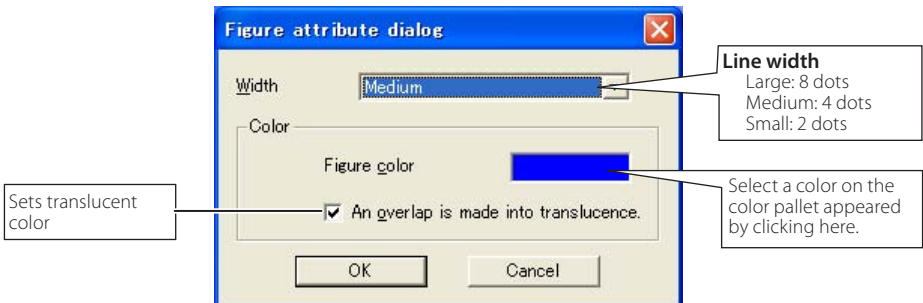 Figure attribute dialog
Width
Medium
Line width
Large: 8 dots
Medium: 4 dots
Small: 2 dots
Color
Figure color
Select a color on the
color pallet appeared
by clicking here.
Sets translucent
color
An overlap is made into translucence.
OK
Cancel